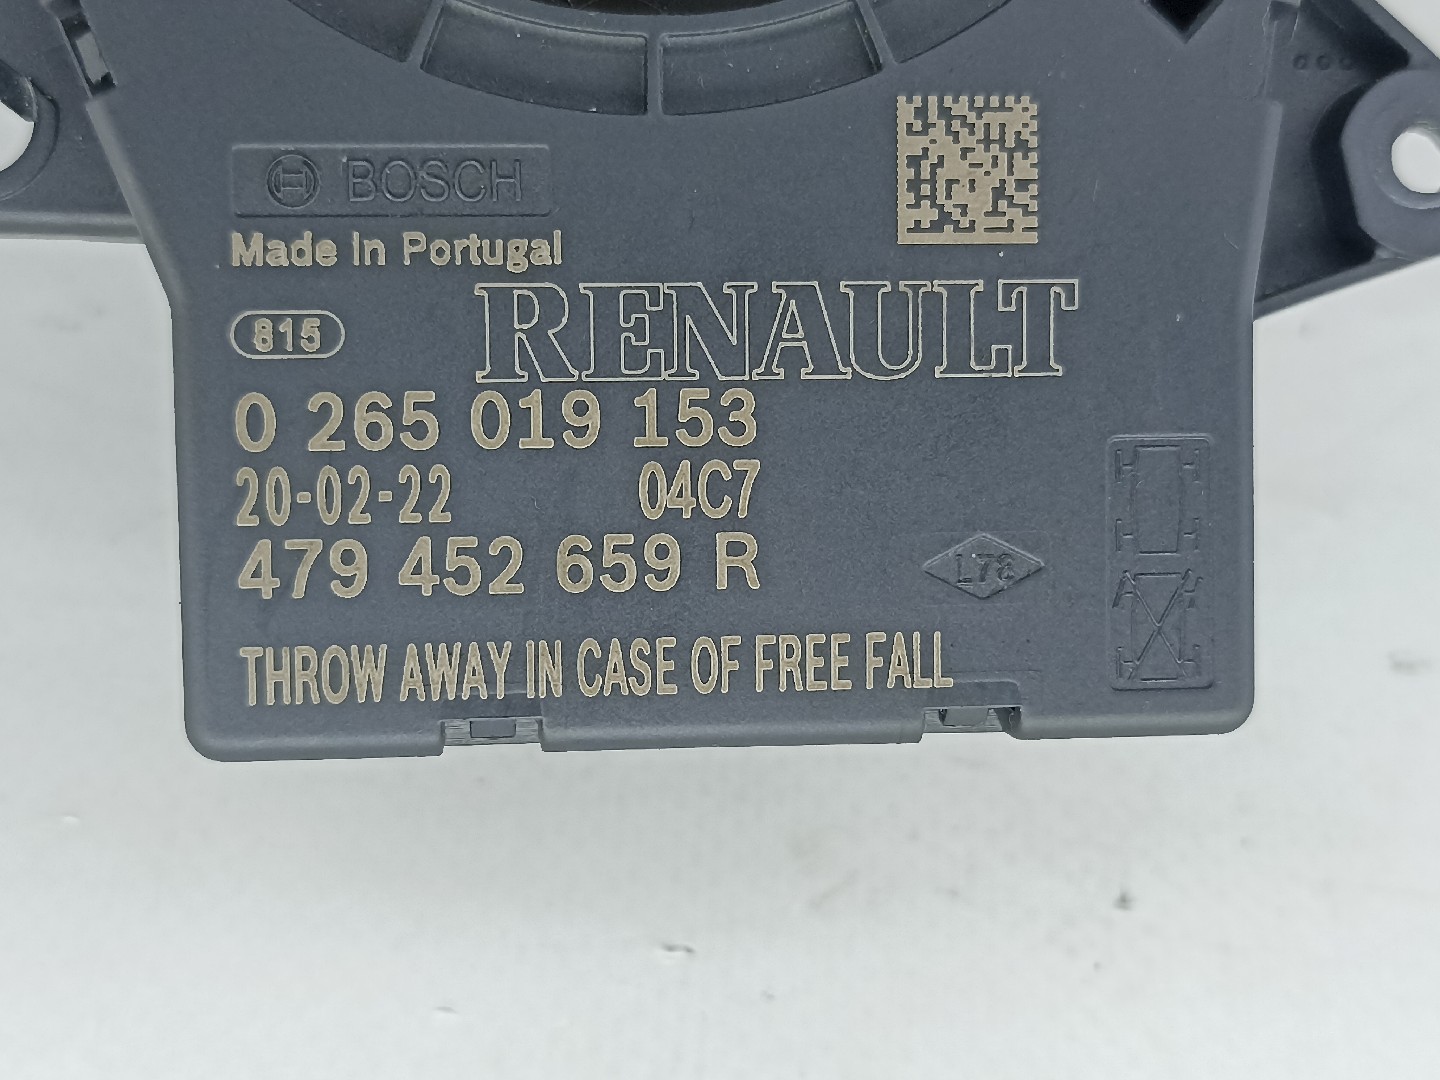 BOSCH
Made in Portugal
815
RENAULT
0 265 019 153
20-02-22 04C7
479 452 659 R
L78
THROW AWAY IN CASE OF FREE FALL